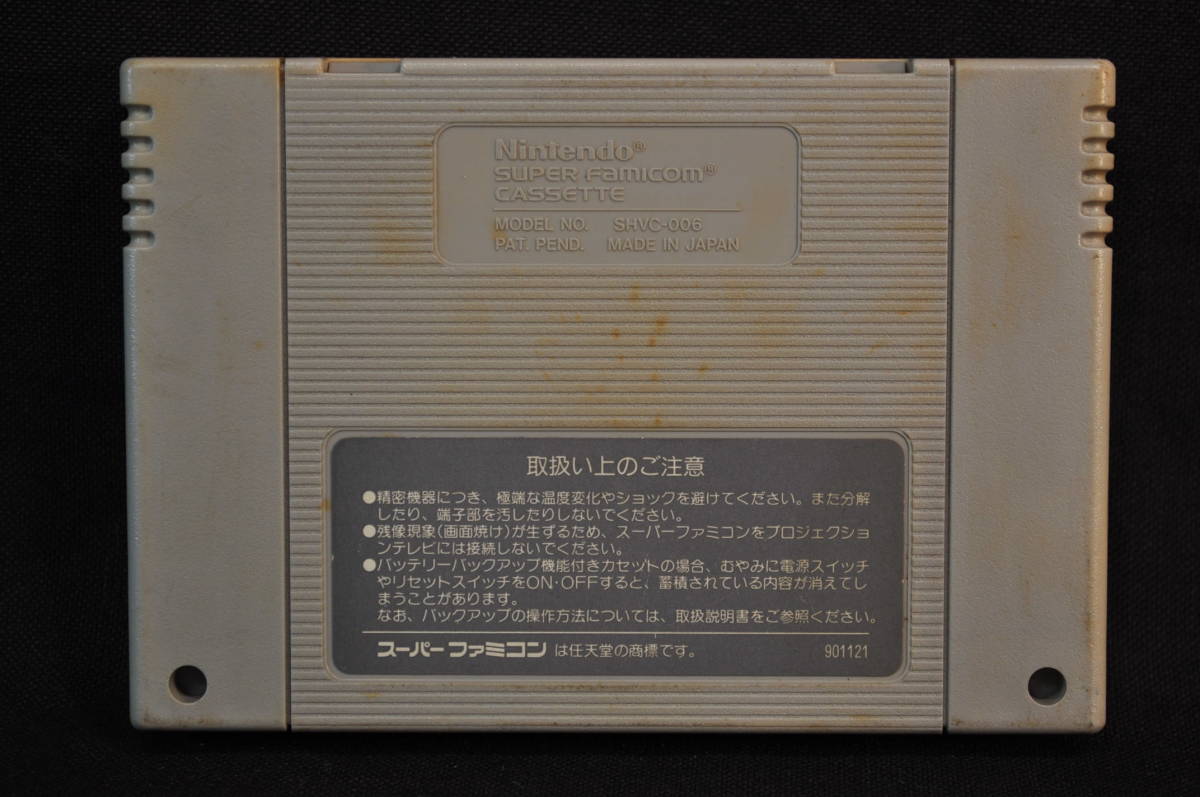 Nintendo®
SUPER FAMICOM®
CASSETTE
MODEL NO. SHVC-006
PAT. PEND. MADE IN JAPAN
取扱い上のご注意
●精密機器につき、極端な温度変化やショックを避けてください。また分解
したり、端子部を汚したりしないでください。
●残像現象(画面焼け)が生ずるため、スーパーファミコンをプロジェクショ
ンテレビには接続しないでください。
●バッテリーバックアップ機能付きカセットの場合、むやみに電源スイッチ
やリセットスイッチをON・OFFすると、蓄積されている内容が消えてし
まうことがあります。
なお、バックアップの操作方法については、取扱説明書をご参照ください。
スーパーファミコン は任天堂の商標です。 901121